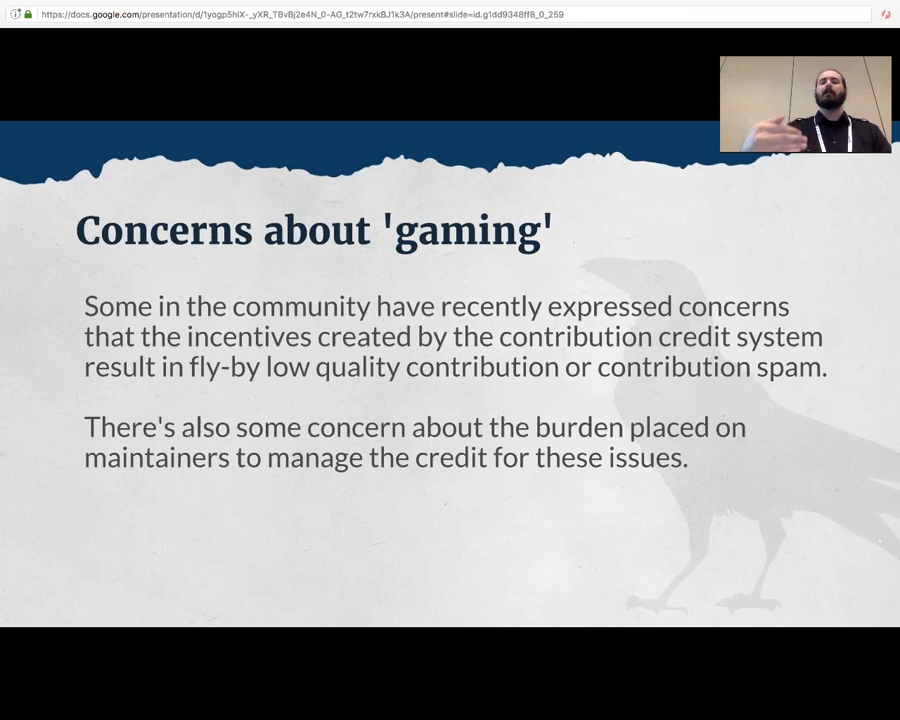 https://docs.google.com/presentation/d/1yogp5hlX-_yXR_TBvBj2e4N_0-AG_t2tw7rxkBJ1k3A/present#slide=id.g1dd9348ff8_0_259
Concerns about 'gaming'
Some in the community have recently expressed concerns
that the incentives created by the contribution credit system
result in fly-by low quality contribution or contribution spam.
There's also some concern about the burden placed on
maintainers to manage the credit for these issues.